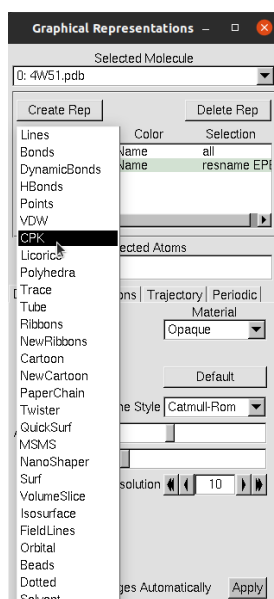 Graphical Representations
Selected Molecule
0: 4W51.pdb
Create Rep
Delete Rep
Color
Selection
Name
all
Name
resname EPE
Lines
Bonds
DynamicBonds
HBonds
Points
VDW
CPK
Licorice
Polyhedra
Trace
Tube
Ribbons
NewRibbons
Cartoon
NewCartoon
PaperChain
Twister
QuickSurf
MSMS
NanoShaper
Surf
VolumeSlice
Isosurface
FieldLines
Orbital
Beads
Dotted
Solvent
ected Atoms
ons
Trajectory
Periodic
Material
Opaque
Default
ne Style
Catmull-Rom
solution
10
ges Automatically
Apply